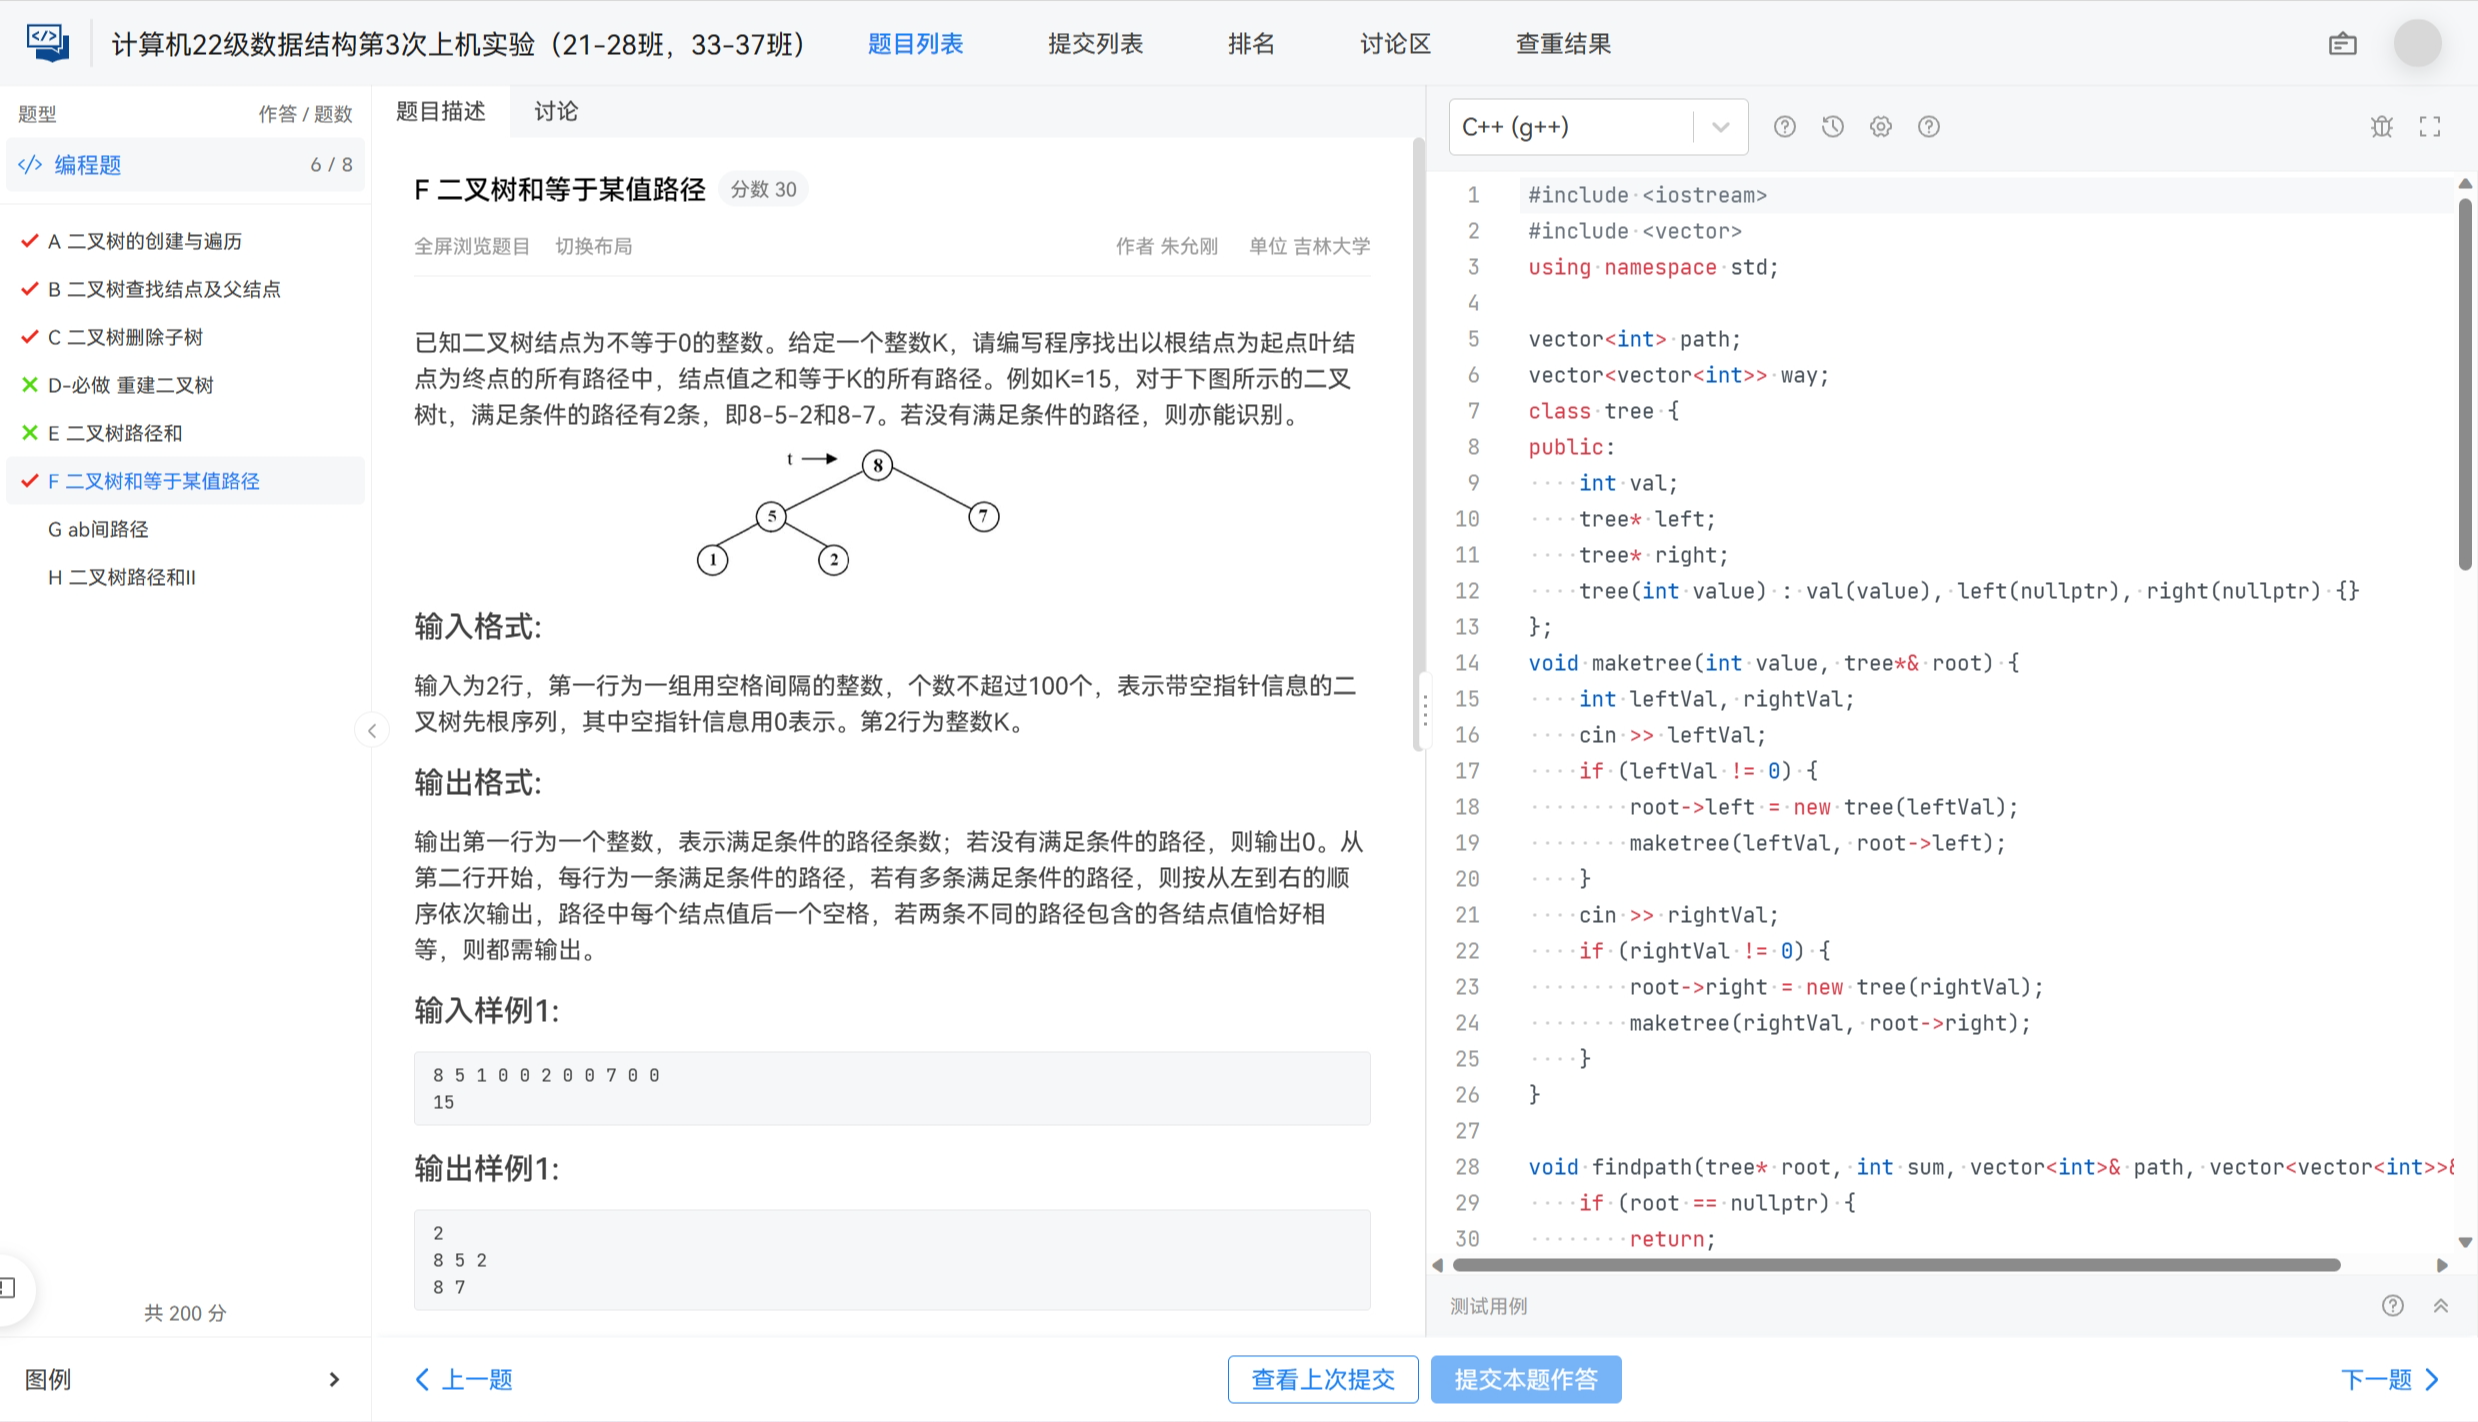 计算机22级数据结构第3次上机实验（21-28班，33-37班）
题目列表
提交列表
排名
讨论区
查重结果
题型
作答 / 题数
</> 编程题
6 / 8
A 二叉树的创建与遍历
B 二叉树查找结点及父结点
C 二叉树删除子树
D-必做 重建二叉树
E 二叉树路径和
F 二叉树和等于某值路径
G ab间路径
H 二叉树路径和II
共 200 分
图例
题目描述
讨论
F 二叉树和等于某值路径
分数 30
全屏浏览题目
切换布局
作者 朱允刚
单位 吉林大学
已知二叉树结点为不等于0的整数。给定一个整数K，请编写程序找出以根结点为起点叶结
点为终点的所有路径中，结点值之和等于K的所有路径。例如K=15，对于下图所示的二叉
树t，满足条件的路径有2条，即8-5-2和8-7。若没有满足条件的路径，则亦能识别。
t
8
5
7
1
2
输入格式:
输入为2行，第一行为一组用空格间隔的整数，个数不超过100个，表示带空指针信息的二
叉树先根序列，其中空指针信息用0表示。第2行为整数K。
输出格式:
输出第一行为一个整数，表示满足条件的路径条数；若没有满足条件的路径，则输出0。从
第二行开始，每行为一条满足条件的路径，若有多条满足条件的路径，则按从左到右的顺
序依次输出，路径中每个结点值后一个空格，若两条不同的路径包含的各结点值恰好相
等，则都需输出。
输入样例1:
8 5 1 0 0 2 0 0 7 0 0
15
输出样例1:
2
8 5 2
8 7
上一题
查看上次提交
提交本题作答
下一题
C++ (g++)
1 #include <iostream>
2 #include <vector>
3 using namespace std;
4
5 vector<int> path;
6 vector<vector<int>> way;
7 class tree {
8 public:
9     int val;
10     tree* left;
11     tree* right;
12     tree(int value) : val(value), left(nullptr), right(nullptr) {}
13 };
14 void maketree(int value, tree*& root) {
15     int leftVal, rightVal;
16     cin >> leftVal;
17     if (leftVal != 0) {
18         root->left = new tree(leftVal);
19         maketree(leftVal, root->left);
20     }
21     cin >> rightVal;
22     if (rightVal != 0) {
23         root->right = new tree(rightVal);
24         maketree(rightVal, root->right);
25     }
26 }
27
28 void findpath(tree* root, int sum, vector<int>& path, vector<vector<int>>&
29     if (root == nullptr) {
30         return;
测试用例